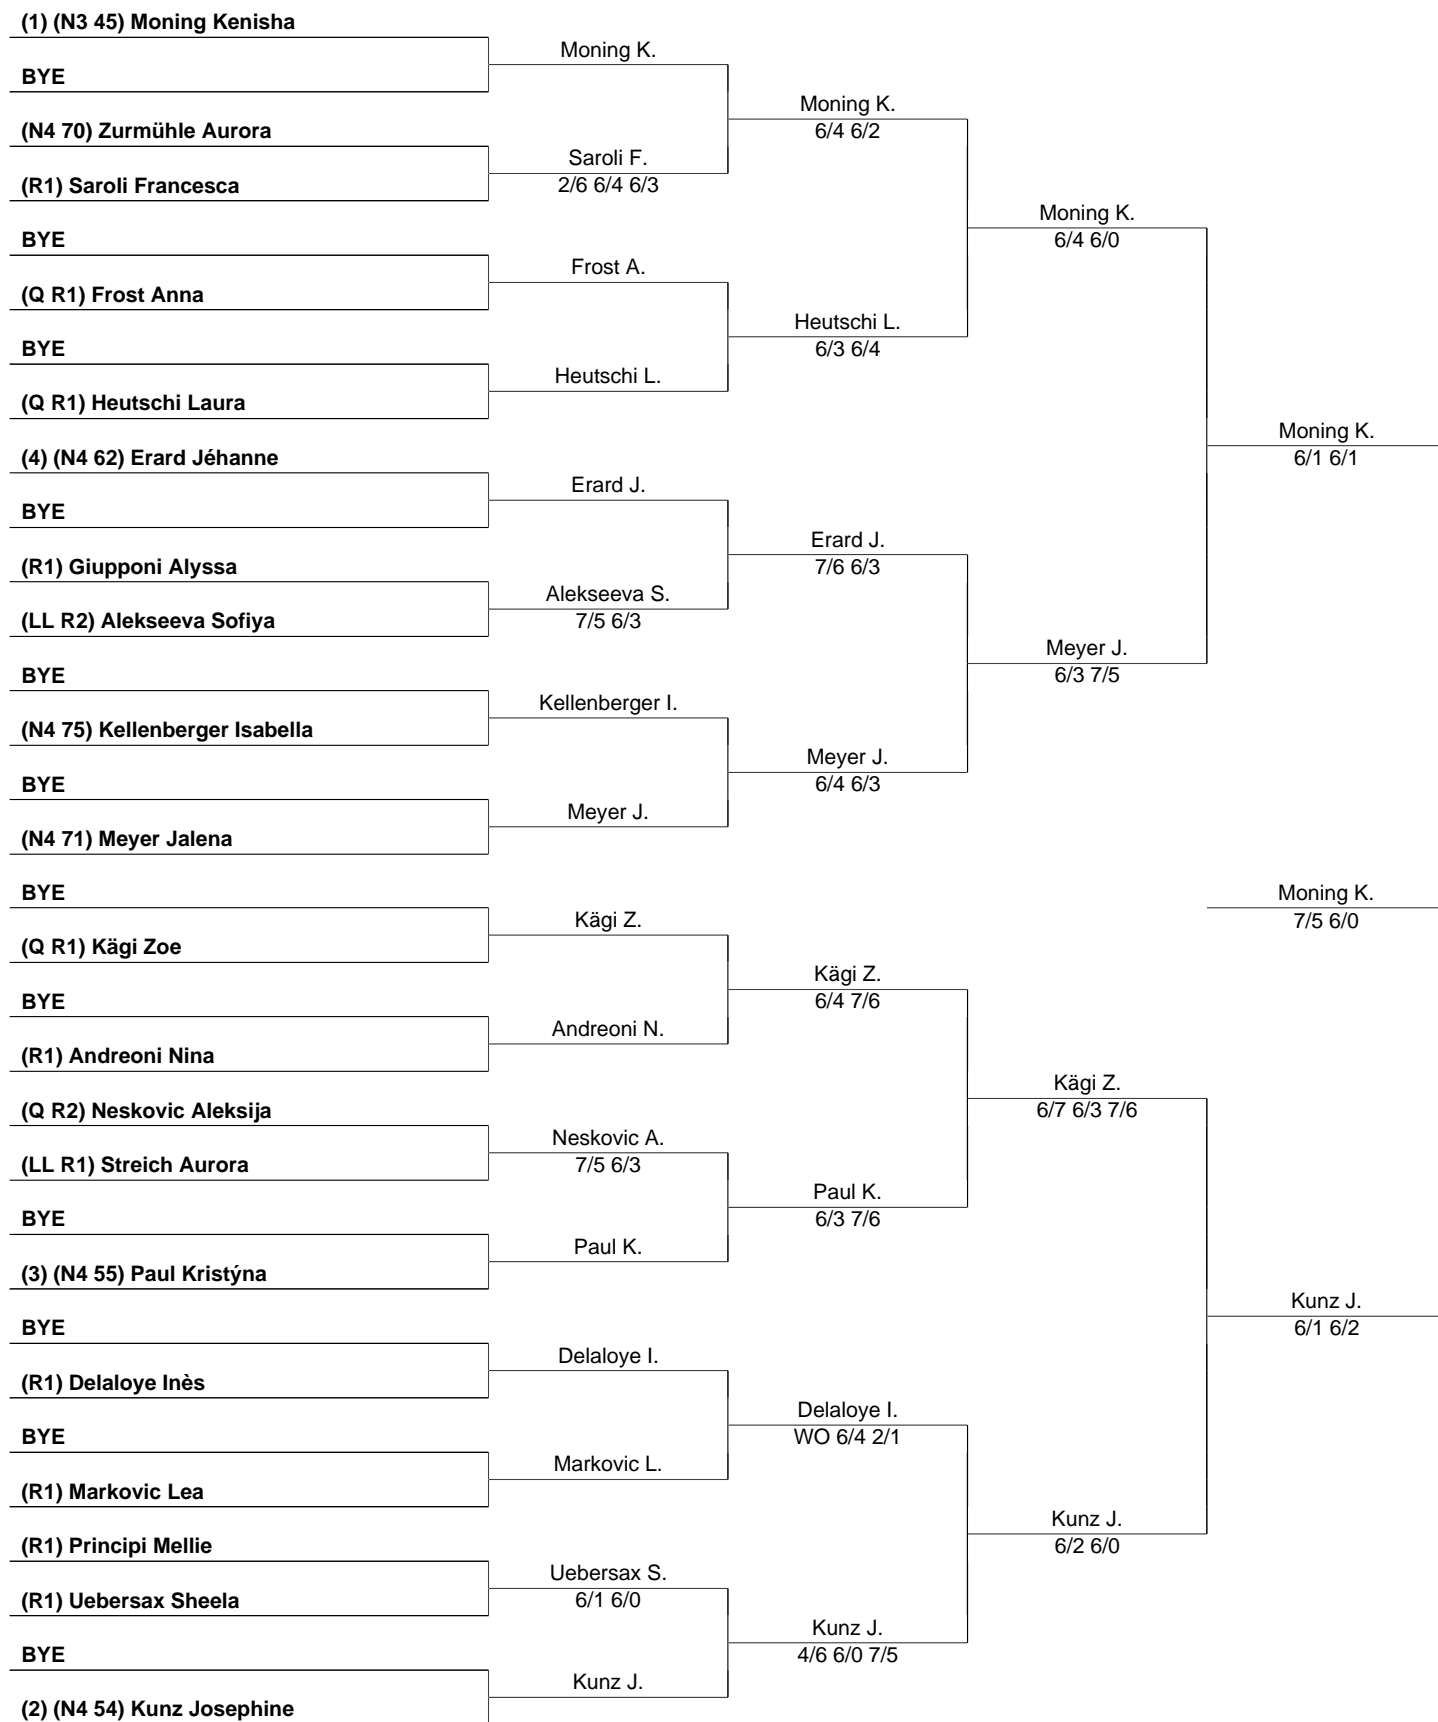 (1) (N3 45) Moning Kenisha
BYE
(N4 70) Zurmühle Aurora
(R1) Saroli Francesca
BYE
(Q R1) Frost Anna
BYE
(Q R1) Heutschi Laura
(4) (N4 62) Erard Jéhanne
BYE
(R1) Giupponi Alyssa
(LL R2) Alekseeva Sofiya
BYE
(N4 75) Kellenberger Isabella
BYE
(N4 71) Meyer Jalena
BYE
(Q R1) Kägi Zoe
BYE
(R1) Andreoni Nina
(Q R2) Neskovic Aleksija
(LL R1) Streich Aurora
BYE
(3) (N4 55) Paul Kristýna
BYE
(R1) Delaloye Inès
BYE
(R1) Markovic Lea
(R1) Principi Mellie
(R1) Uebersax Sheela
BYE
(2) (N4 54) Kunz Josephine
Moning K.
Saroli F.
2/6 6/4 6/3
Frost A.
Heutschi L.
Erard J.
Alekseeva S.
7/5 6/3
Kellenberger I.
Meyer J.
Kägi Z.
Andreoni N.
Neskovic A.
7/5 6/3
Paul K.
Delaloye I.
Markovic L.
Uebersax S.
6/1 6/0
Kunz J.
Moning K.
6/4 6/2
Heutschi L.
6/3 6/4
Erard J.
7/6 6/3
Meyer J.
6/4 6/3
Kägi Z.
6/4 7/6
Paul K.
6/3 7/6
Delaloye I.
WO 6/4 2/1
Kunz J.
4/6 6/0 7/5
Moning K.
6/4 6/0
Meyer J.
6/3 7/5
Kägi Z.
6/7 6/3 7/6
Kunz J.
6/2 6/0
Moning K.
6/1 6/1
Moning K.
7/5 6/0
Kunz J.
6/1 6/2